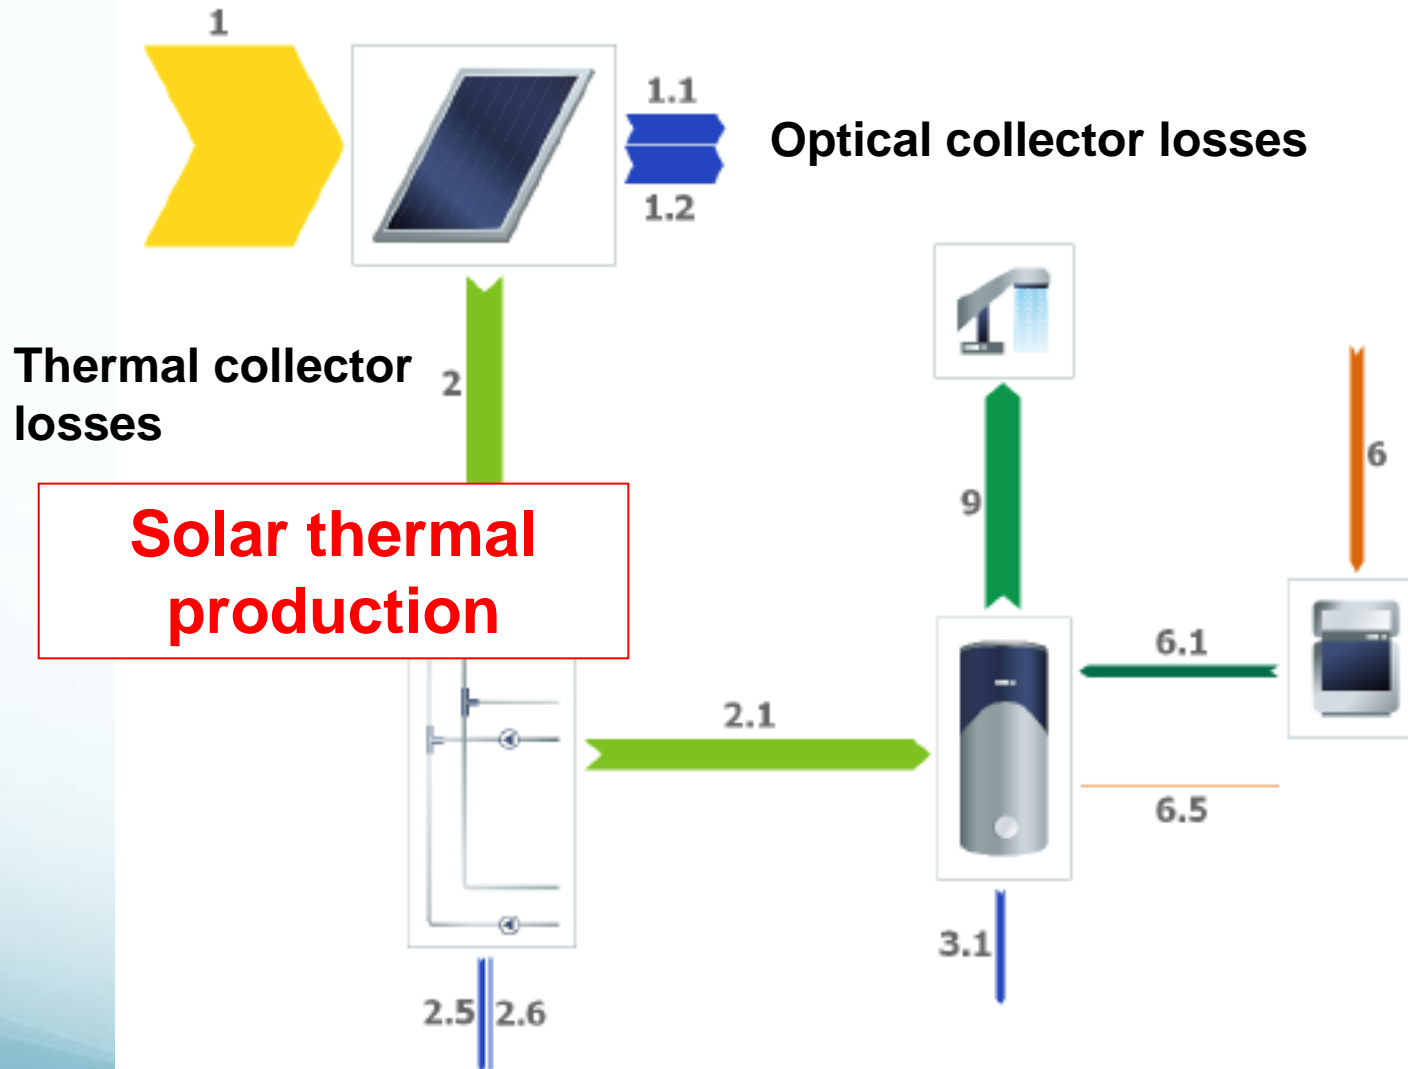 1
1.1
Optical collector losses
1.2
Thermal collector
losses
2
6
9
Solar thermal
production
6.1
2.1
6.5
3.1
2.5
2.6